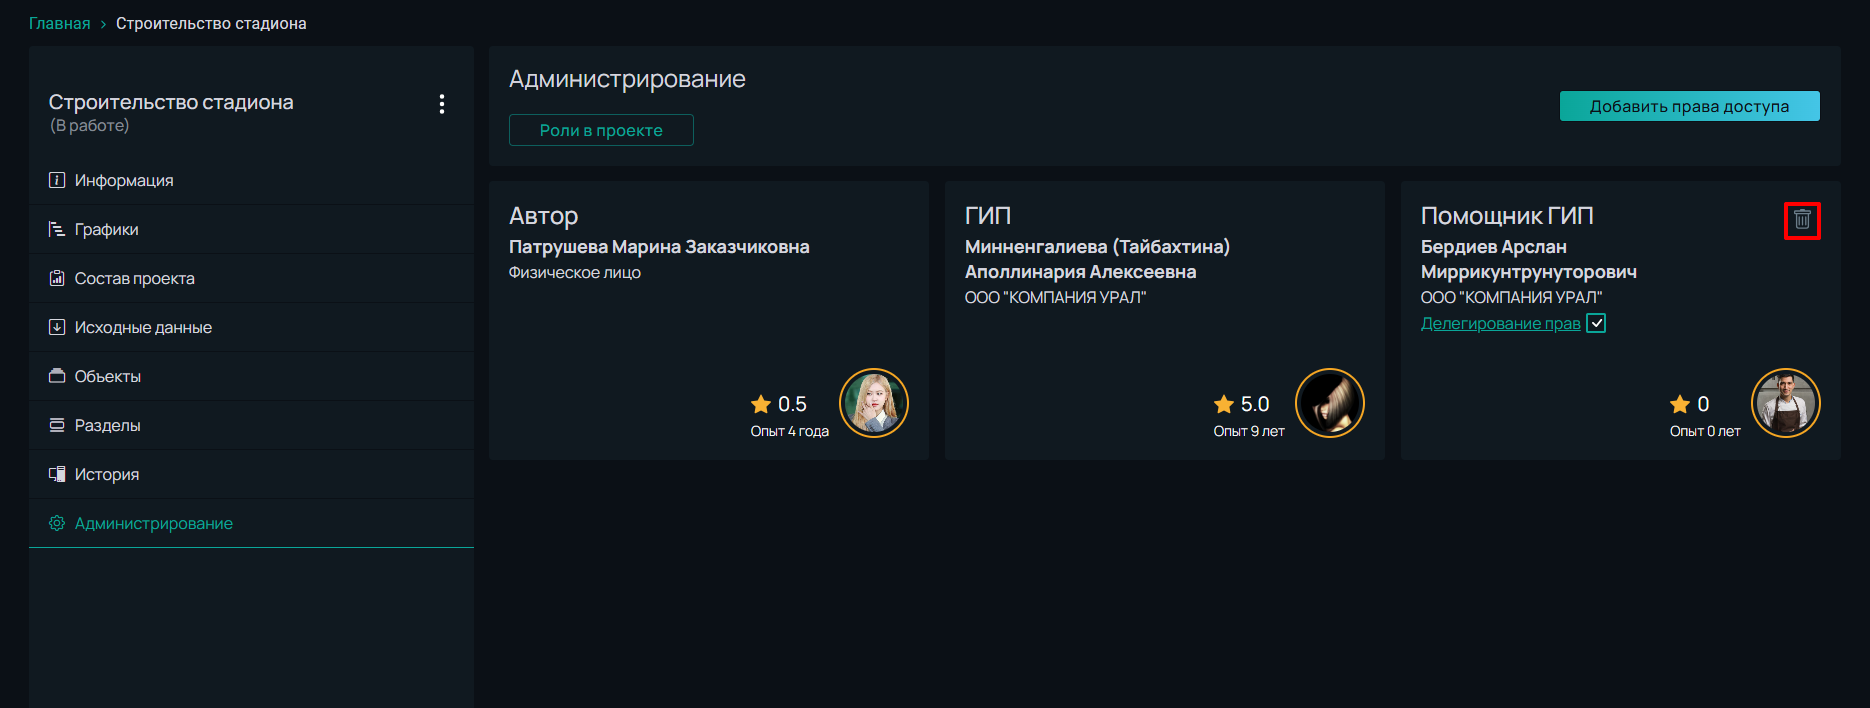 Главная › Строительство стадиона
Строительство стадиона
(В работе)
Информация
Графики
Состав проекта
Исходные данные
Объекты
Разделы
История
Администрирование
Администрирование
Роли в проекте
Добавить права доступа
Автор
Патрушева Марина Заказчиковна
Физическое лицо
0.5
Опыт 4 года
ГИП
Минненгалиева (Тайбахтина)
Аполлинария Алексеевна
ООО "КОМПАНИЯ УРАЛ"
5.0
Опыт 9 лет
Помощник ГИП
Бердиев Арслан
Миррикунтрунуторович
ООО "КОМПАНИЯ УРАЛ"
Делегирование прав
0
Опыт 0 лет